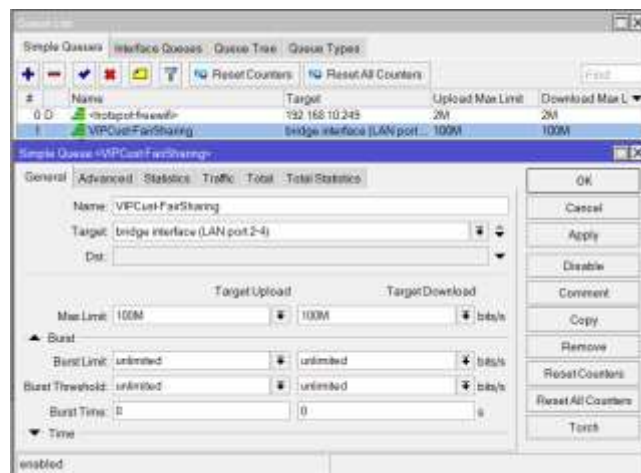 Queue List
Simple Queues Interface Queues Queue Tree Queue Types
Reset Counters Reset All Counters Find
# Name Target Upload Max Limit Download Max L
0 D <hotspot-freewifi> 192.168.10.249 2M 2M
1 VIPCust-FairSharing bridge interface (LAN port... 100M 100M
Simple Queue <VIPCust-FairSharing>
General Advanced Statistics Traffic Total Total Statistics
Name: VIPCust-FairSharing
Target: bridge interface (LAN port 2-4)
Dst:
Target Upload Target Download
Max Limit: 100M 100M bits/s
Burst
Burst Limit: unlimited unlimited bits/s
Burst Threshold: unlimited unlimited bits/s
Burst Time: 0 0 s
Time
enabled
OK
Cancel
Apply
Disable
Comment
Copy
Remove
Reset Counters
Reset All Counters
Torch